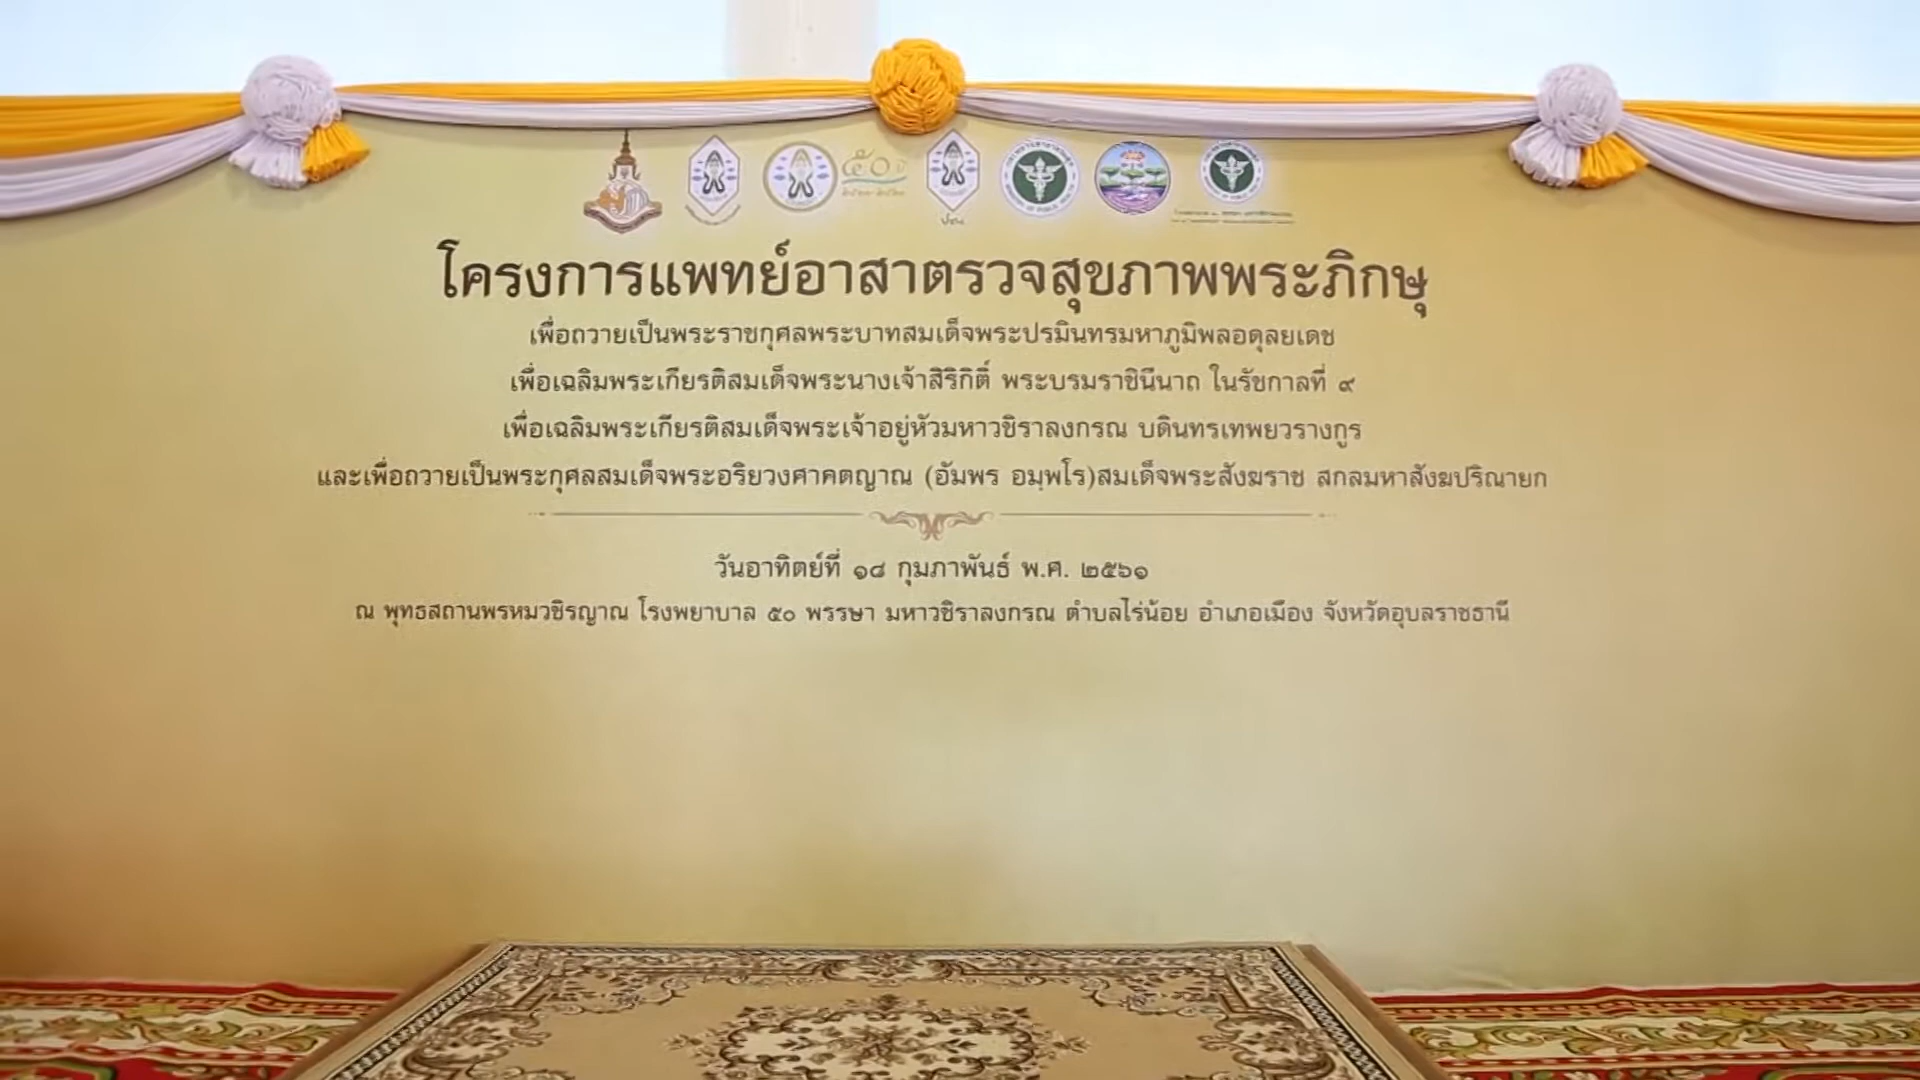 โครงการแพทย์อาสาตรวจสุขภาพพระภิกษุ
เพื่อถวายเป็นพระราชกุศลพระบาทสมเด็จพระปรมินทรมหาภูมิพลอดุลยเดช
เพื่อเฉลิมพระเกียรติสมเด็จพระนางเจ้าสิริกิติ์ พระบรมราชินีนาถ ในรัชกาลที่ ๙
เพื่อเฉลิมพระเกียรติสมเด็จพระเจ้าอยู่หัวมหาวชิราลงกรณ บดินทรเทพยวรางกูร
และเพื่อถวายเป็นพระกุศลสมเด็จพระอริยวงศาคตญาณ (อัมพร อมฺพโร)สมเด็จพระสังฆราช สกลมหาสังฆปริณายก
วันอาทิตย์ที่ ๑๘ กุมภาพันธ์ พ.ศ. ๒๕๖๑
ณ พุทธสถานพรหมวชิรญาณ โรงพยาบาล ๕๐ พรรษา มหาวชิราลงกรณ ตำบลไร่น้อย อำเภอเมือง จังหวัดอุบลราชธานี